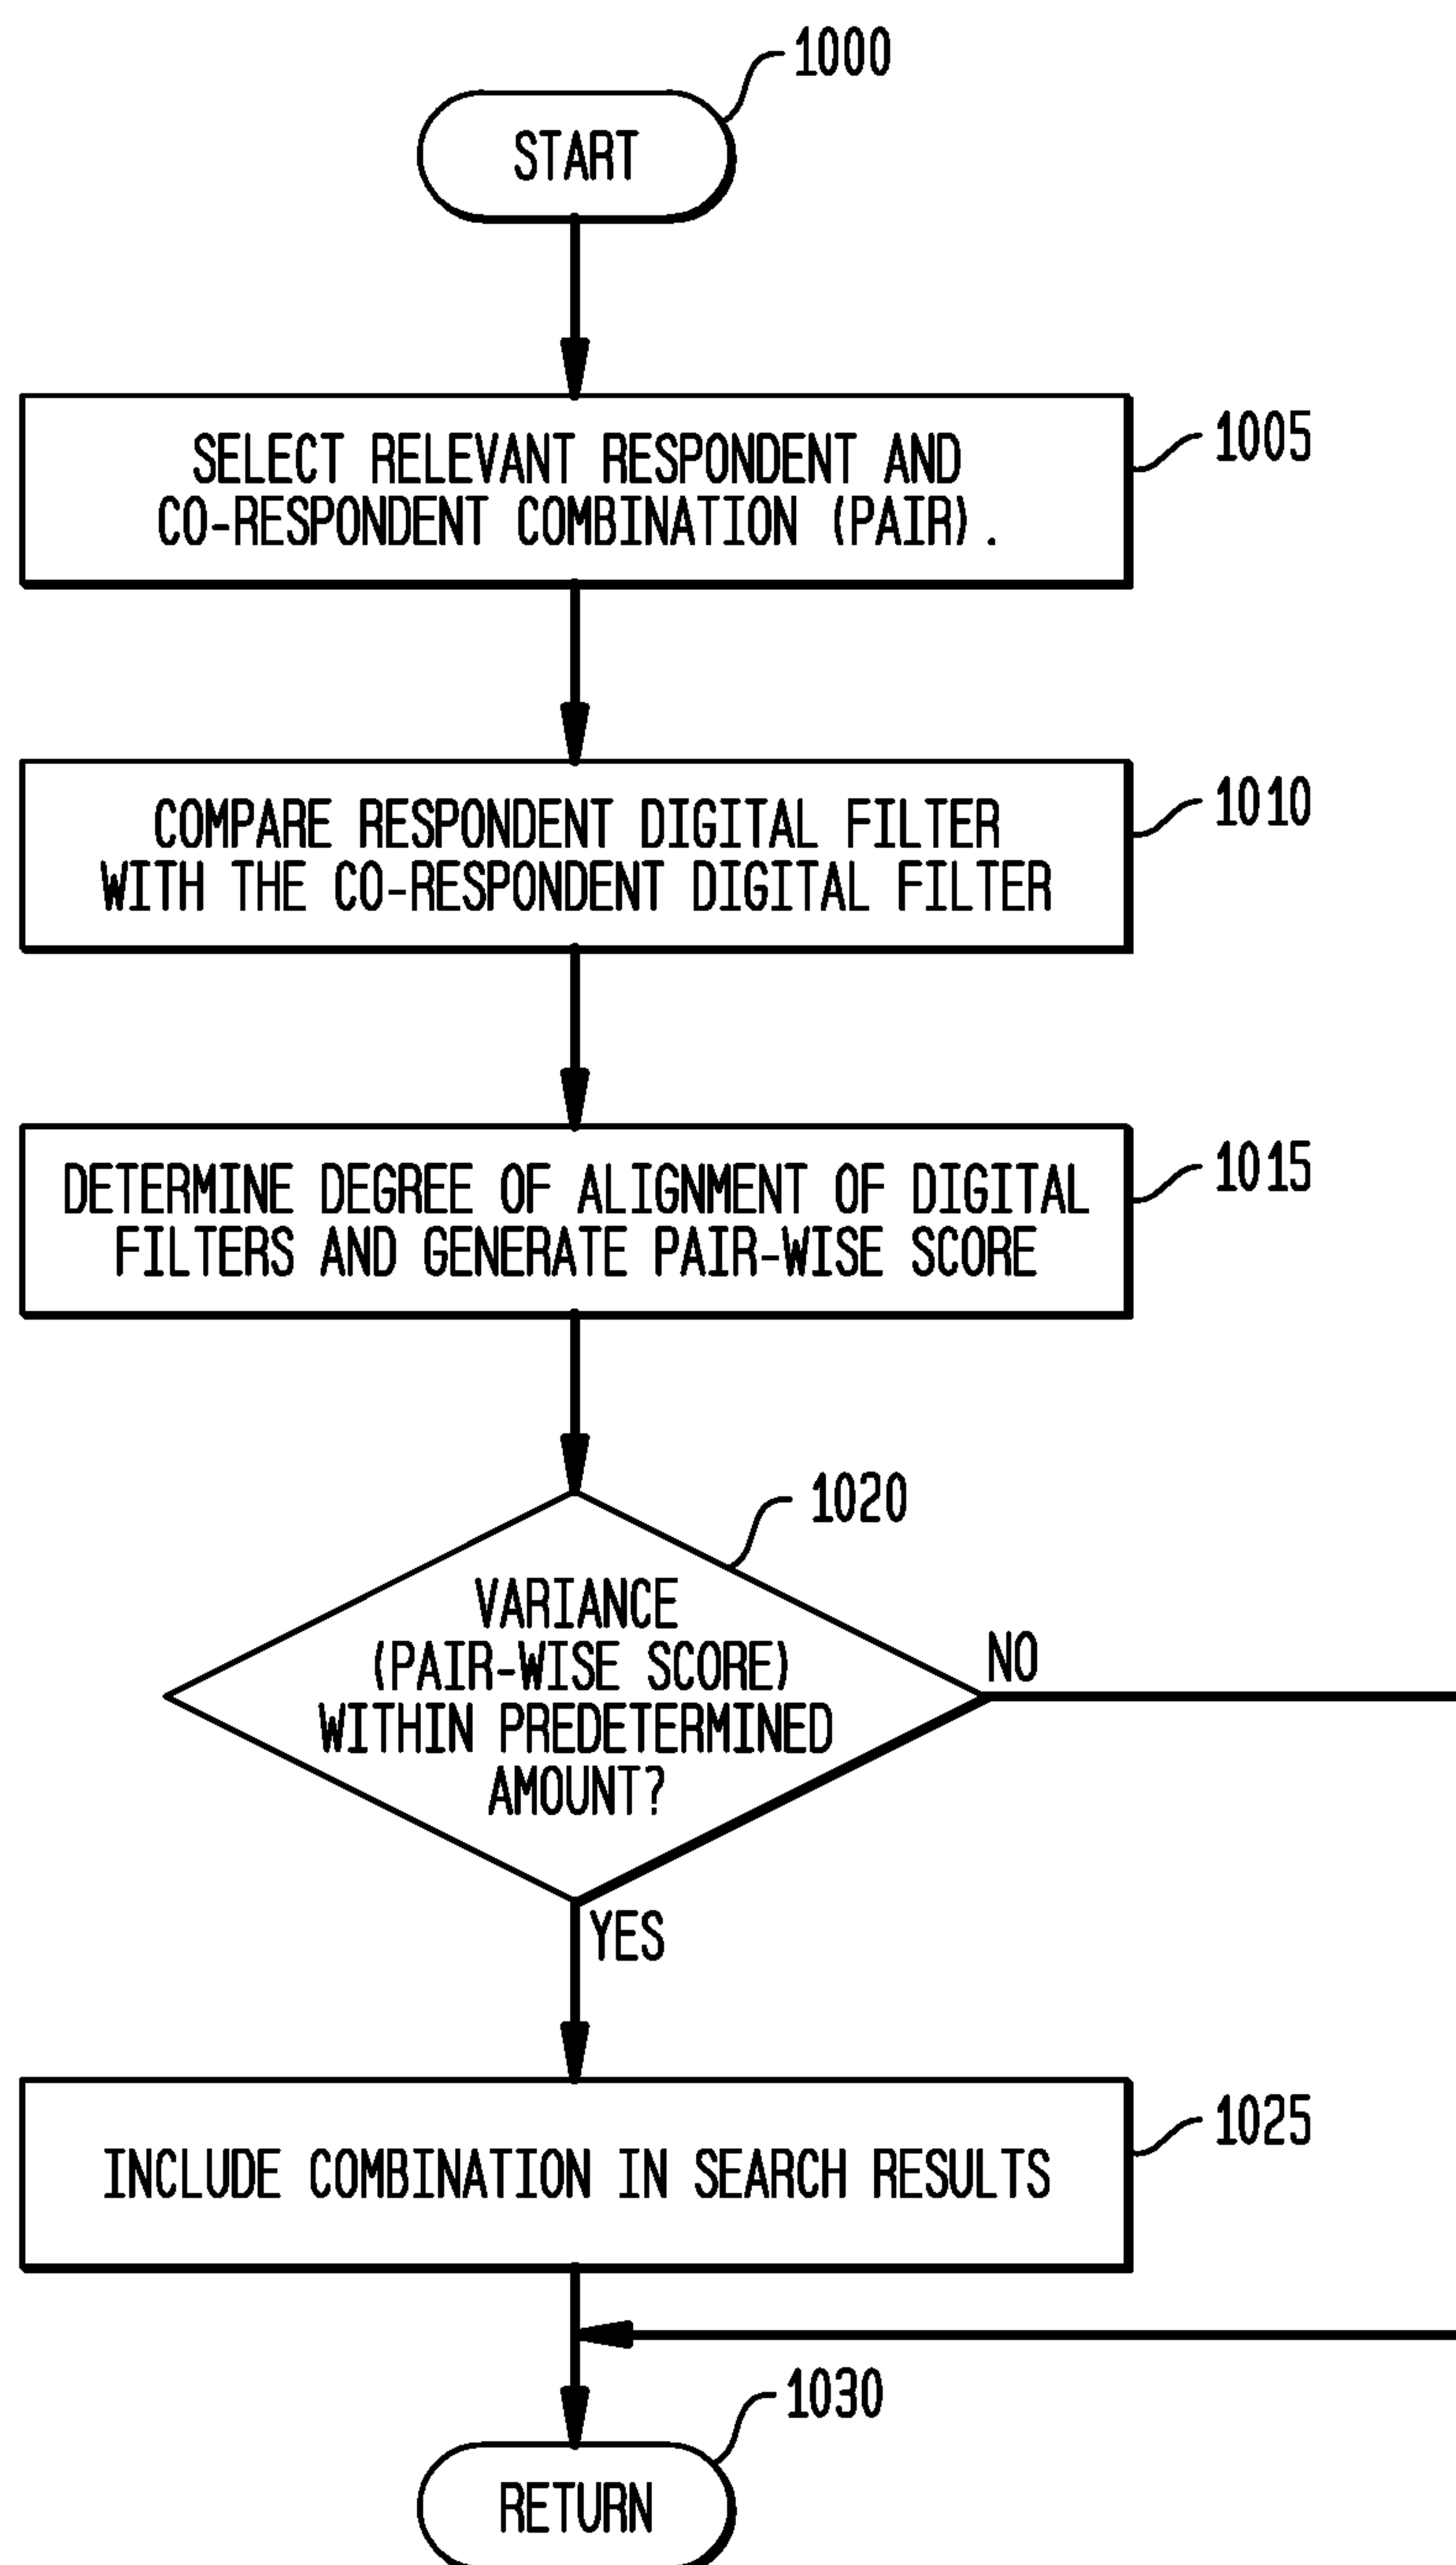 1000
START
SELECT RELEVANT RESPONDENT AND
CO-RESPONDENT COMBINATION (PAIR).
1005
COMPARE RESPONDENT DIGITAL FILTER
WITH THE CO-RESPONDENT DIGITAL FILTER
1010
DETERMINE DEGREE OF ALIGNMENT OF DIGITAL
FILTERS AND GENERATE PAIR-WISE SCORE
1015
1020
VARIANCE
(PAIR-WISE SCORE)
WITHIN PREDETERMINED
AMOUNT?
NO
YES
INCLUDE COMBINATION IN SEARCH RESULTS
1025
1030
RETURN